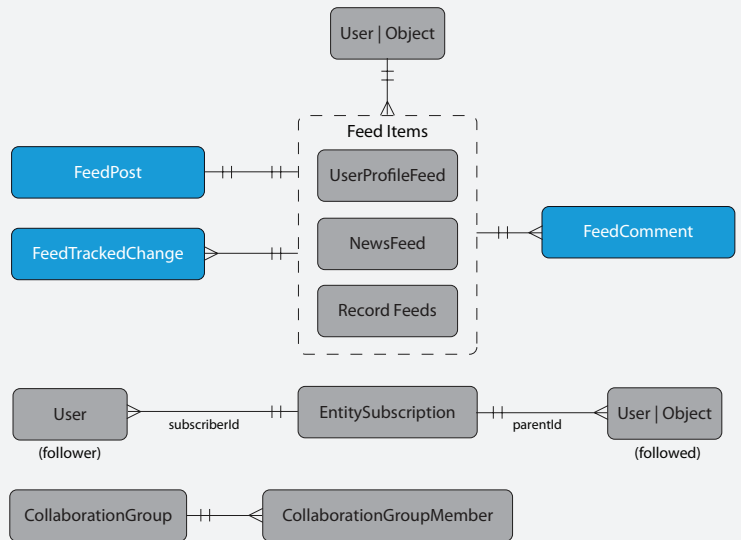 User | Object
Feed Items
FeedPost
UserProfileFeed
NewsFeed
FeedComment
FeedTrackedChange
Record Feeds
User
subscriberId
EntitySubscription
parentId
User | Object
(follower)
(followed)
CollaborationGroup
CollaborationGroupMember